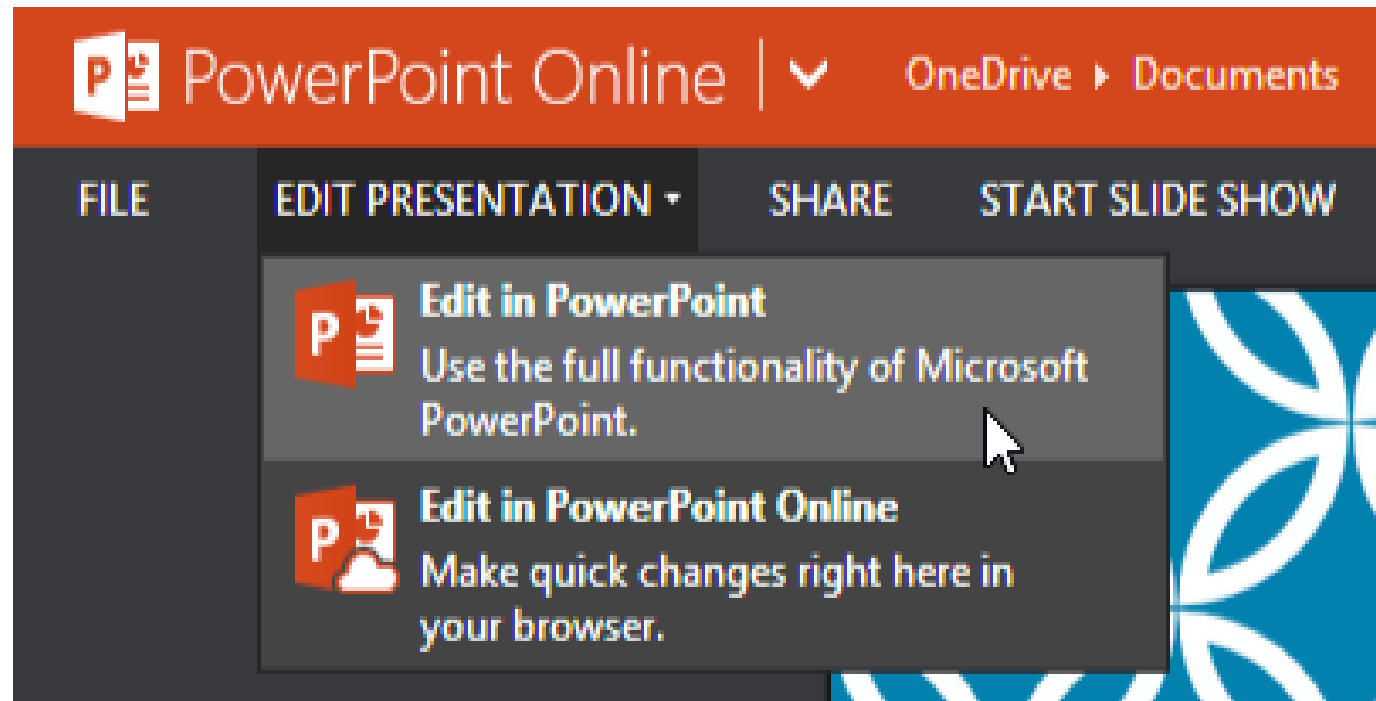 PowerPoint Online OneDrive Documents
FILE EDIT PRESENTATION SHARE START SLIDE SHOW
Edit in PowerPoint
Use the full functionality of Microsoft
PowerPoint.
Edit in PowerPoint Online
Make quick changes right here in
your browser.